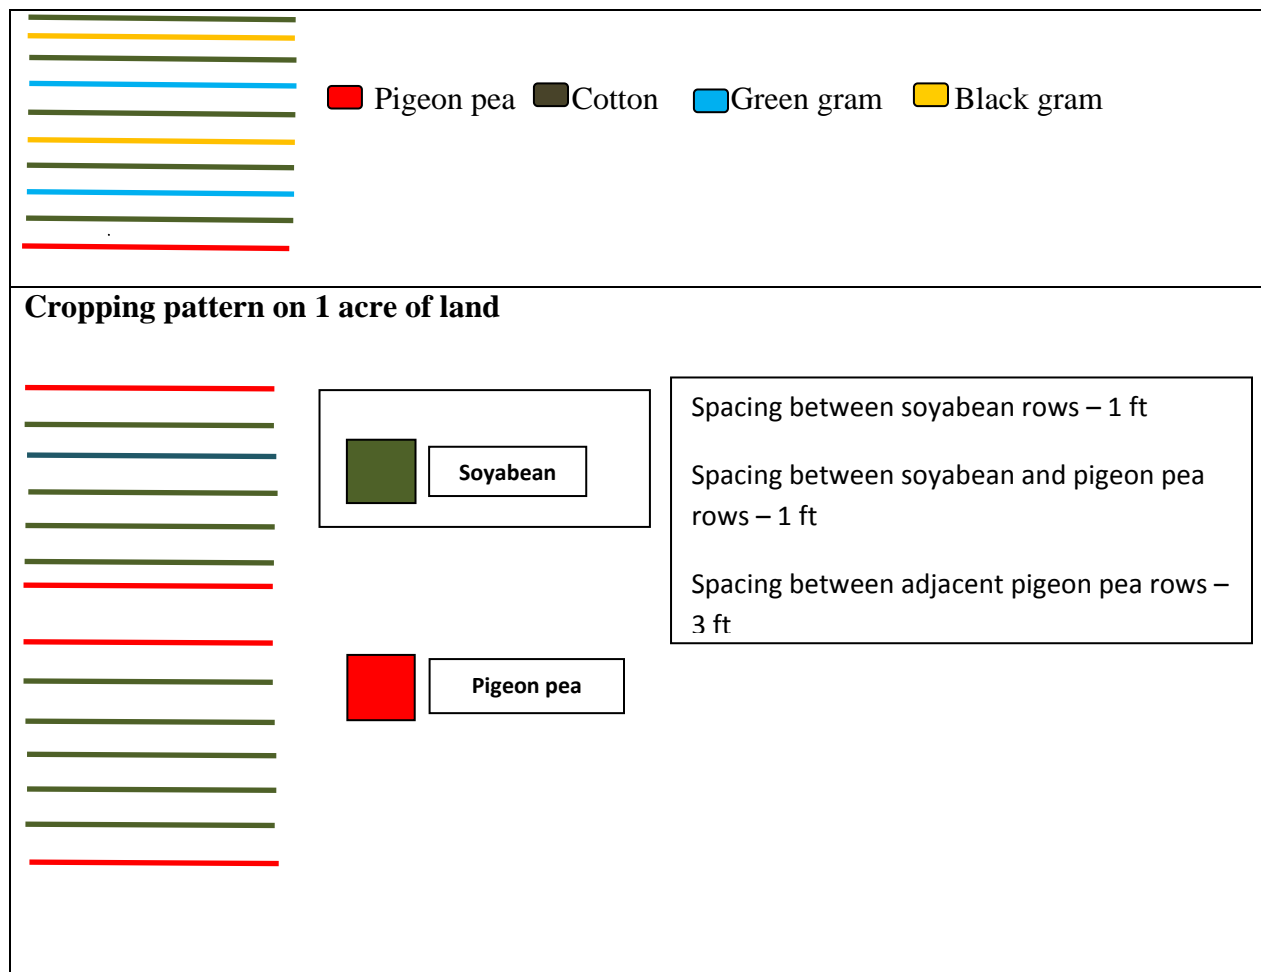 Pigeon pea Cotton Green gram Black gram
Cropping pattern on 1 acre of land
Spacing between soyabean rows – 1 ft
Soyabean
Spacing between soyabean and pigeon pea
rows – 1 ft
Spacing between adjacent pigeon pea rows –
3 ft
Pigeon pea